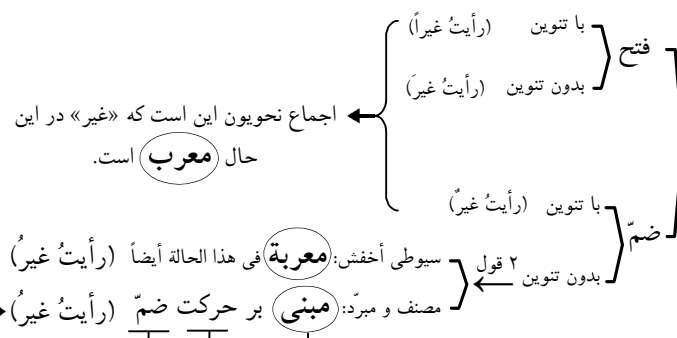 فتح
با تنوین (رأیتُ غیراً)
بدون تنوین (رأیتُ غیرَ)
اجماع نحویون این است که «غیر» در این
حال معرب است.
ضمّ
با تنوین (رأیتُ غیرٌ)
بدون تنوین
۲ قول
سیوطی أخفش: معربة فی هذا الحالة أیضاً (رأیتُ غیرُ)
مصنف و مبرّد: مبنی بر حرکت ضمّ (رأیتُ غیرُ)